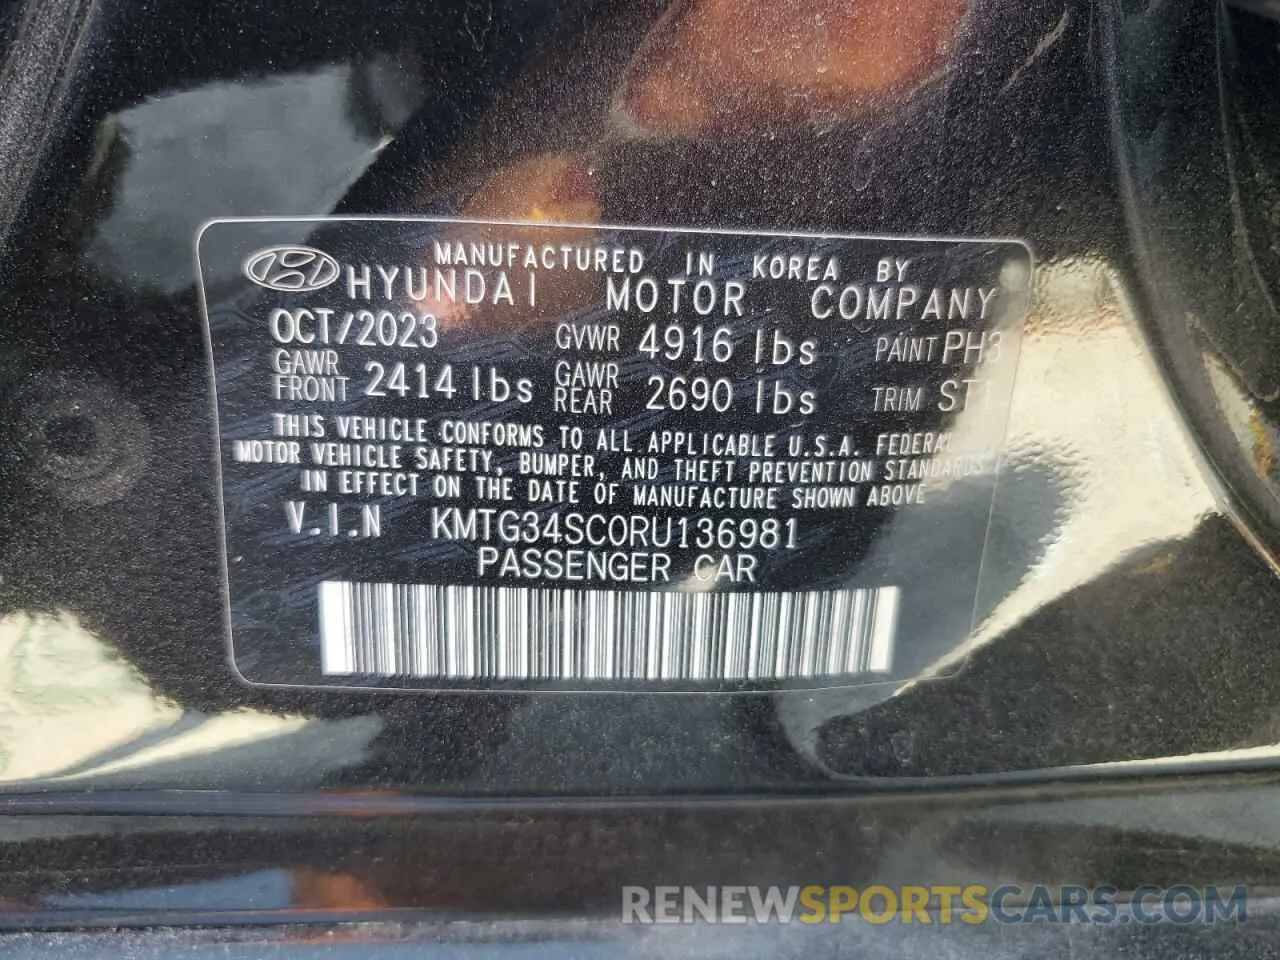 MANUFACTURED IN KOREA BY
HYUNDAI MOTOR COMPANY
OCT/2023 GVWR 4916 lbs PAINT PH3
GAWR FRONT 2414 lbs GAWR REAR 2690 lbs TRIM ST1
THIS VEHICLE CONFORMS TO ALL APPLICABLE U.S.A. FEDERAL
MOTOR VEHICLE SAFETY, BUMPER, AND THEFT PREVENTION STANDARDS
IN EFFECT ON THE DATE OF MANUFACTURE SHOWN ABOVE
V.I.N KMTG34SC0RU136981
PASSENGER CAR
RENEWSPORTSCARS.COM